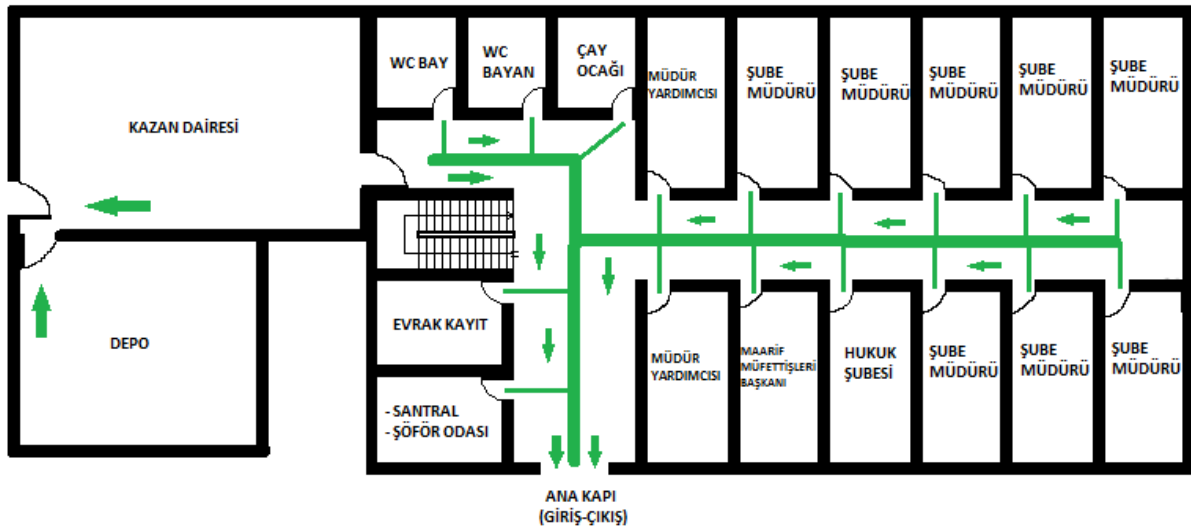 WC BAY
WC
BAYAN
ÇAY
OCAĞI
MÜDÜR
YARDIMCISI
ŞUBE
MÜDÜRÜ
ŞUBE
MÜDÜRÜ
ŞUBE
MÜDÜRÜ
ŞUBE
MÜDÜRÜ
ŞUBE
MÜDÜRÜ
KAZAN DAİRESİ
EVRAK KAYIT
DEPO
MÜDÜR
YARDIMCISI
MAARİF
MÜFETTİŞLERİ
BAŞKANI
HUKUK
ŞUBESİ
ŞUBE
MÜDÜRÜ
ŞUBE
MÜDÜRÜ
ŞUBE
MÜDÜRÜ
- SANTRAL
- ŞÖFÖR ODASI
ANA KAPI
(GİRİŞ-ÇIKIŞ)